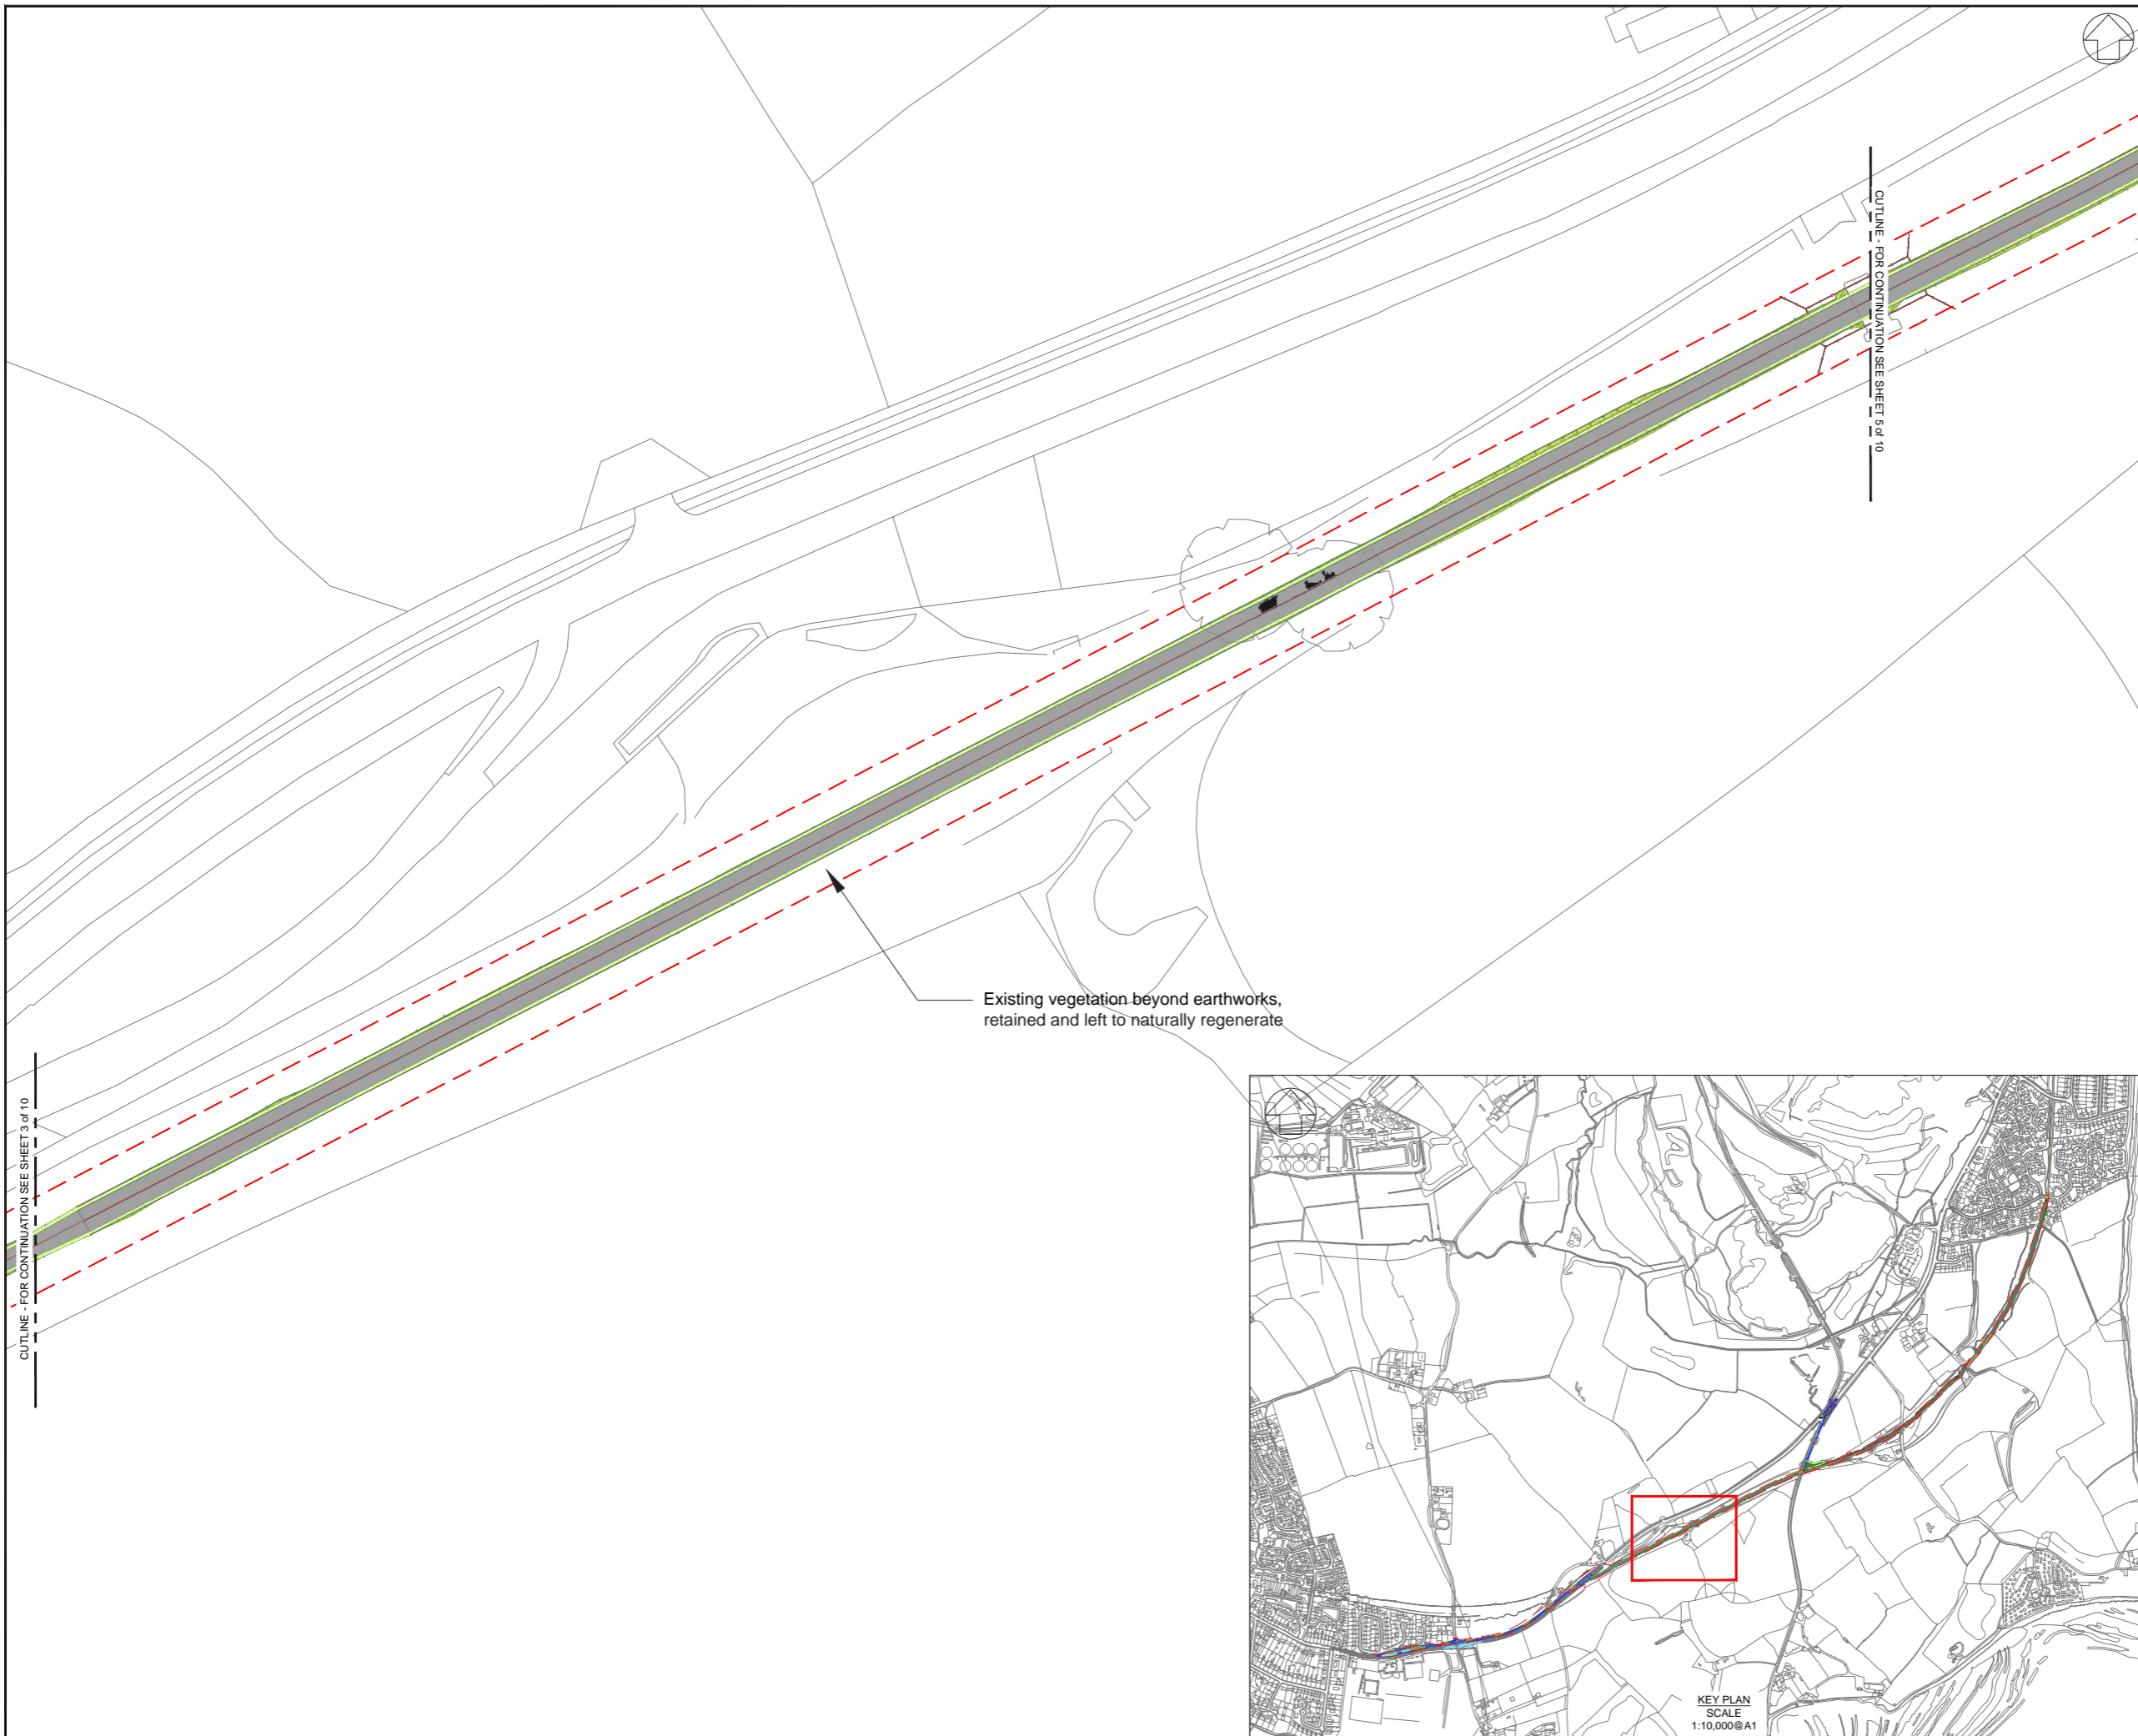 CUTLINE - FOR CONTINUATION SEE SHEET 5 of 10
Existing vegetation beyond earthworks,
retained and left to naturally regenerate
CUTLINE - FOR CONTINUATION SEE SHEET 3 of 10
KEY PLAN
SCALE
1:10,000@A1